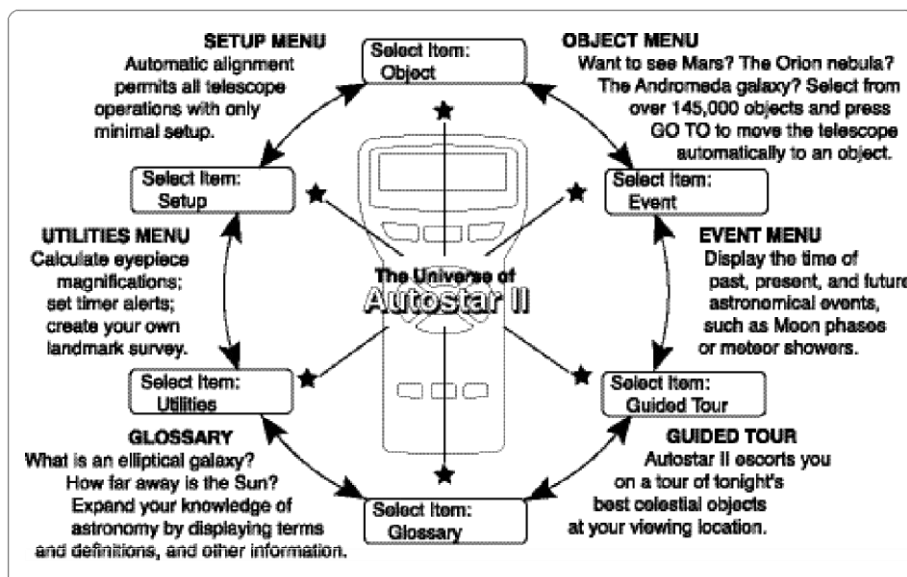 SETUP MENU
Automatic alignment
permits all telescope
operations with only
minimal setup.
Select Item:
Object
OBJECT MENU
Want to see Mars? The Orion nebula?
The Andromeda galaxy? Select from
over 145,000 objects and press
GO TO to move the telescope
automatically to an object.
Select Item:
Setup
Select Item:
Event
UTILITIES MENU
Calculate eyepiece
magnifications;
set timer alerts;
create your own
landmark survey.
The Universe of
Autostar II
EVENT MENU
Display the time of
past, present, and future
astronomical events,
such as Moon phases
or meteor showers.
Select Item:
Utilities
Select Item:
Guided Tour
GLOSSARY
What is an elliptical galaxy?
How far away is the Sun?
Expand your knowledge of
astronomy by displaying terms
and definitions, and other information.
Select Item:
Glossary
GUIDED TOUR
Autostar II escorts you
on a tour of tonight's
best celestial objects
at your viewing location.